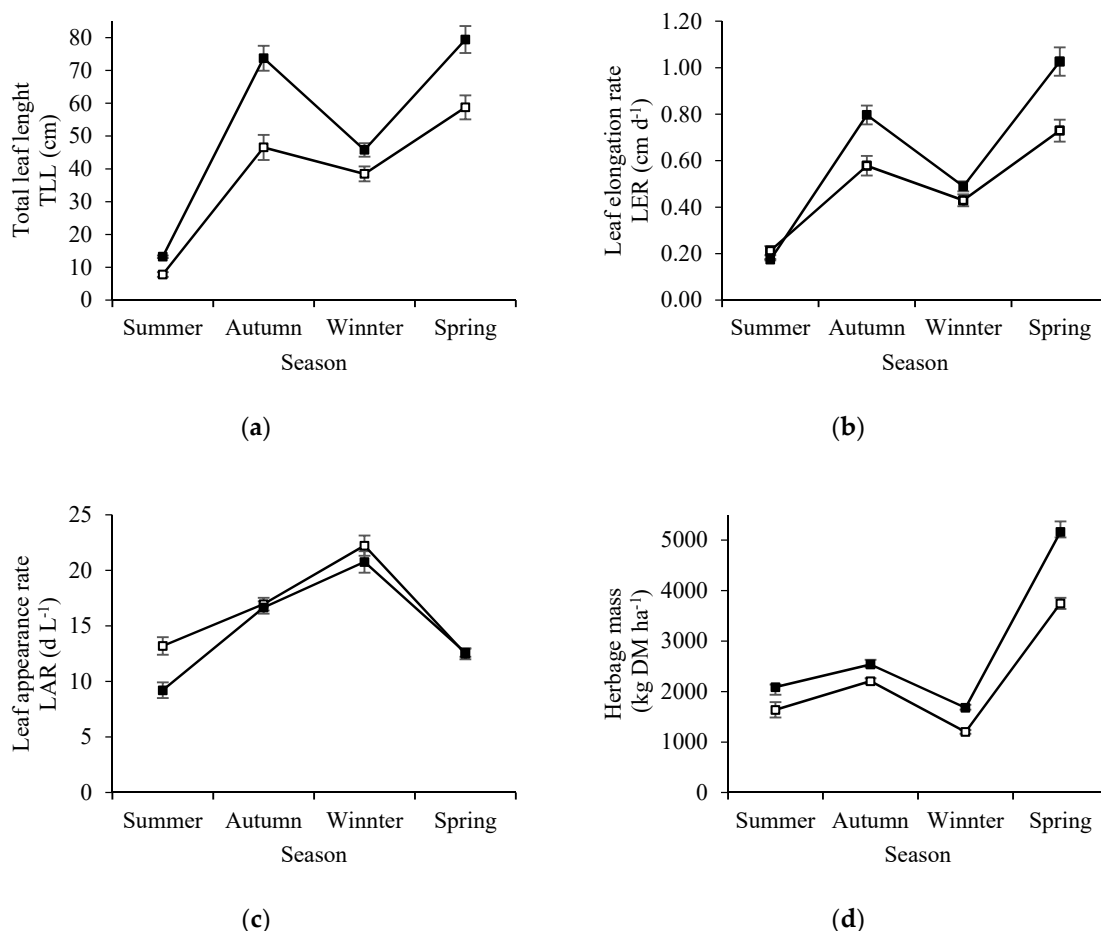 Total leaf lenght
TLL (cm)
80
70
60
50
40
30
20
10
0
Summer Autumn Winnter Spring
Season
(a)
Leaf elongation rate
LER (cm d-1)
1.20
1.00
0.80
0.60
0.40
0.20
0.00
Summer Autumn Winnter Spring
Season
(b)
Leaf appearance rate
LAR (d L-1)
25
20
15
10
5
0
Summer Autumn Winnter Spring
Season
(c)
Herbage mass
(kg DM ha-1)
5000
4000
3000
2000
1000
0
Summer Autumn Winnter Spring
Season
(d)